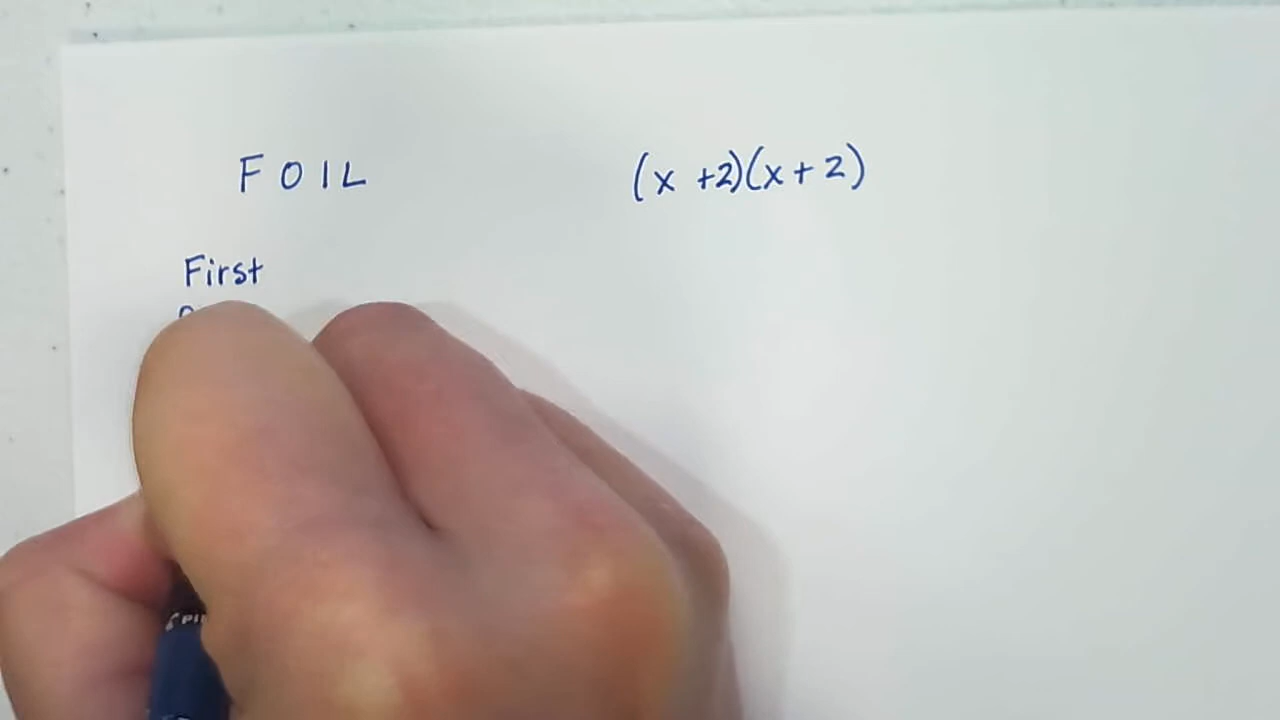 F O I L
(x +2)(x + 2)
First